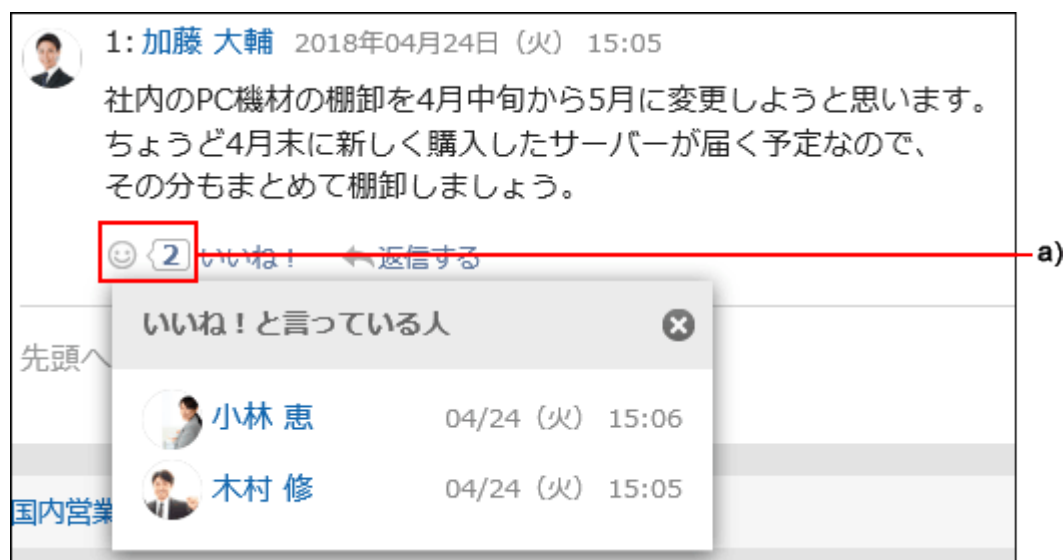 1: 加藤 大輔 2018年04月24日（火） 15:05
社内のPC機材の棚卸を4月中旬から5月に変更しようと思います。
ちょうど4月末に新しく購入したサーバーが届く予定なので、
その分もまとめて棚卸しましょう。
2 いいね！ 返信する
a)
いいね！と言っている人
先頭へ
小林 恵 04/24（火） 15:06
木村 修 04/24（火） 15:05
国内営業